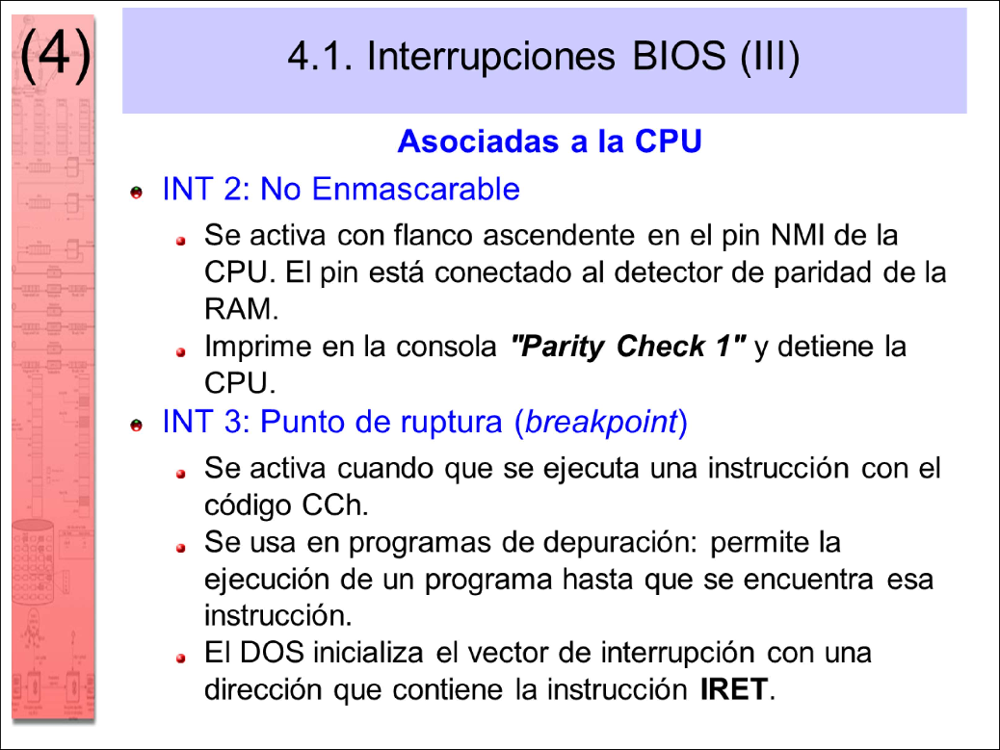 (4)
4.1. Interrupciones BIOS (III)
Asociadas a la CPU
INT 2: No Enmascarable
Se activa con flanco ascendente en el pin NMI de la
CPU. El pin está conectado al detector de paridad de la
RAM.
Imprime en la consola "Parity Check 1" y detiene la
CPU.
INT 3: Punto de ruptura (breakpoint)
Se activa cuando que se ejecuta una instrucción con el
código CCh.
Se usa en programas de depuración: permite la
ejecución de un programa hasta que se encuentra esa
instrucción.
El DOS inicializa el vector de interrupción con una
dirección que contiene la instrucción IRET.